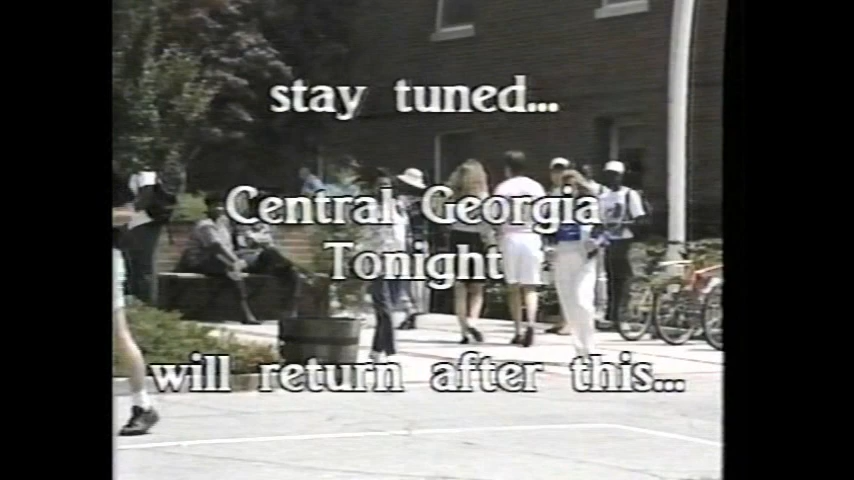 stay tuned...
Central Georgia
Tonight
will return after this...